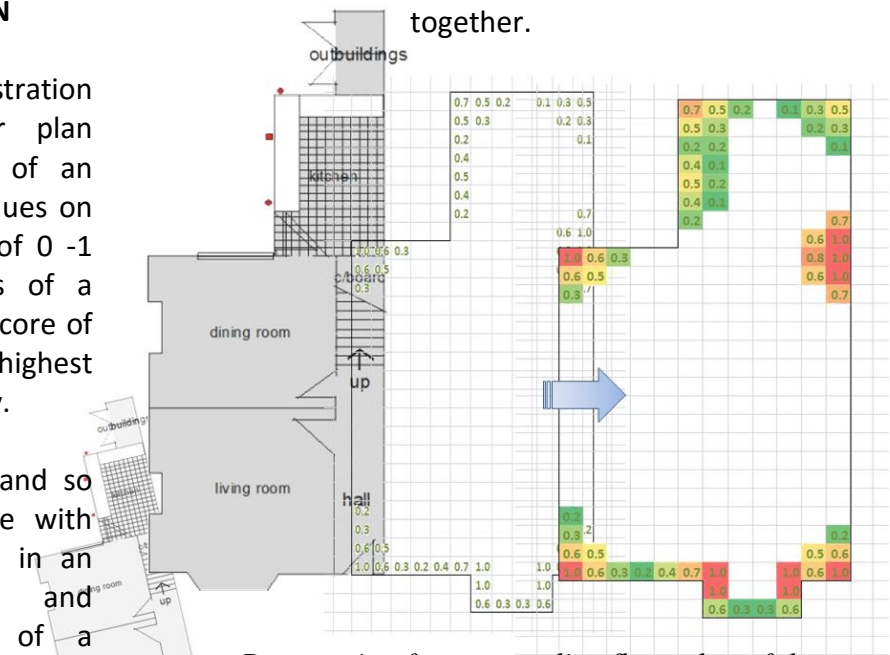 N
together.
stration
r plan
of an
ues on
of 0 -1
s of a
core of
highest
y.
and so
e with
in an
and
of a
outbuildings
kitchen
c/board
dining room
up
living room
hall
outbuildings
kitchen
dining room
up
0.7 0.5 0.2 0.1 0.3 0.5
0.5 0.3 0.2 0.3
0.2 0.1
0.4
0.5
0.4
0.2 0.7
0.6 1.0
0.6 0.3
0.6 0.5
0.3
0.2
0.3
0.6 0.5
1.0 0.6 0.3 0.2 0.4 0.7 1.0 1.0
1.0 1.0
0.6 0.3 0.3 0.6
0.7 0.5 0.2 0.1 0.3 0.5
0.5 0.3 0.2 0.3
0.2 0.2 0.1
0.4 0.1
0.5 0.2
0.4 0.1
0.2 0.7
0.6 1.0
1.0 0.6 0.3 0.8 1.0
0.6 0.5 0.6 1.0
0.3 0.7
0.2
0.3 0.2
0.6 0.5 0.5 0.6
1.0 0.6 0.3 0.2 0.4 0.7 1.0 1.0 0.6 1.0
1.0 1.0
0.6 0.3 0.3 0.6